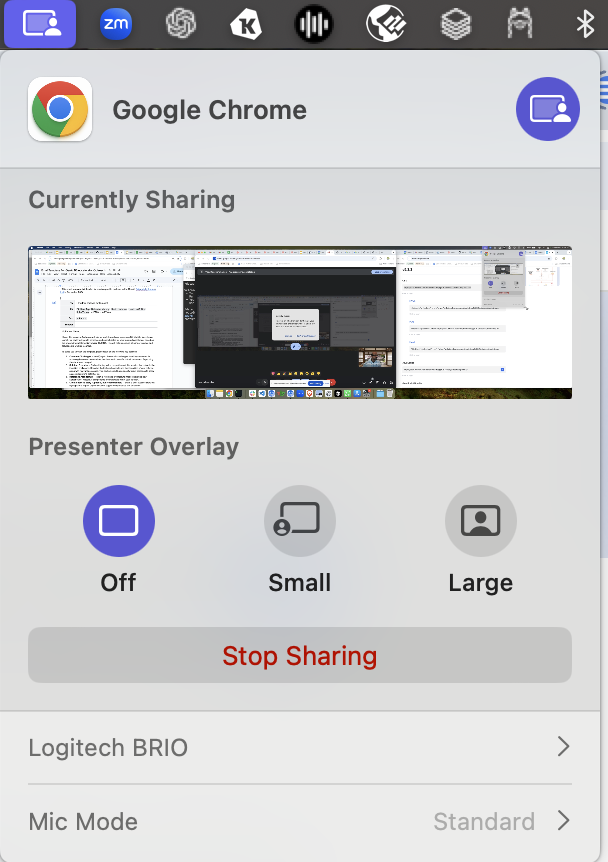 zm
K
Google Chrome
Currently Sharing
Presenter Overlay
Off
Small
Large
Stop Sharing
Logitech BRIO
Mic Mode
Standard